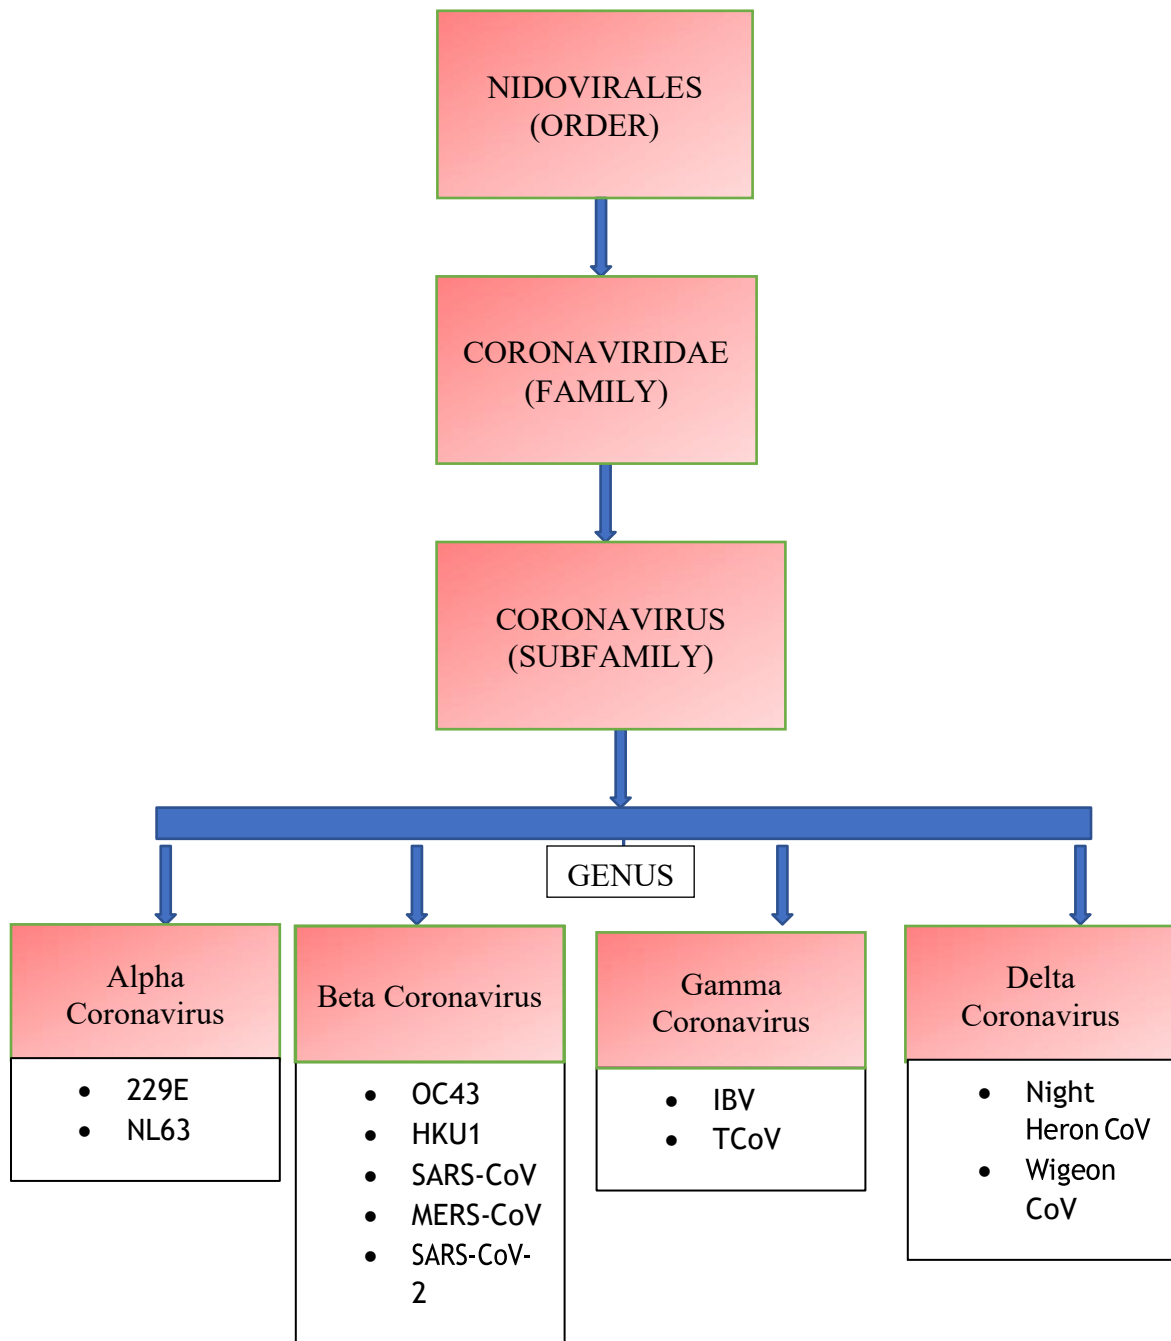 NIDOVIRALES
(ORDER)
CORONAVIRIDAE
(FAMILY)
CORONAVIRUS
(SUBFAMILY)
GENUS
Alpha
Coronavirus
• 229E
• NL63
Beta Coronavirus
• OC43
• HKU1
• SARS-CoV
• MERS-CoV
• SARS-CoV-
2
Gamma
Coronavirus
• IBV
• TCoV
Delta
Coronavirus
• Night
Heron CoV
• Wigeon
CoV